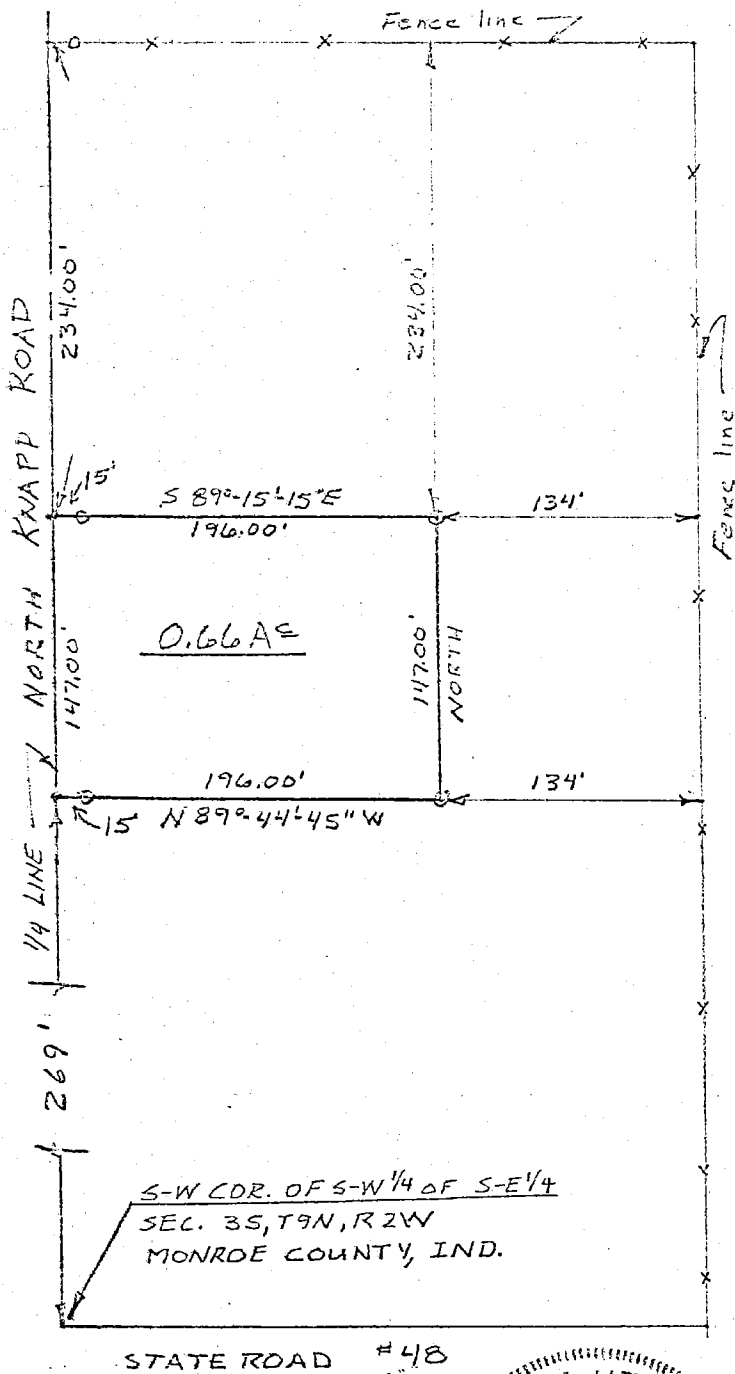 Fence line
234.00'
234.00'
NORTH KNAPP ROAD
Fence line
15'
S 89°-15'-15"E
196.00'
134'
0.66 Ac
147.00'
147.00'
NORTH
1/4 LINE
196.00'
134'
15' N 89°-44'-45" W
269'
S-W COR. OF S-W 1/4 OF S-E 1/4
SEC. 35, T9N, R2W
MONROE COUNTY, IND.
STATE ROAD #48